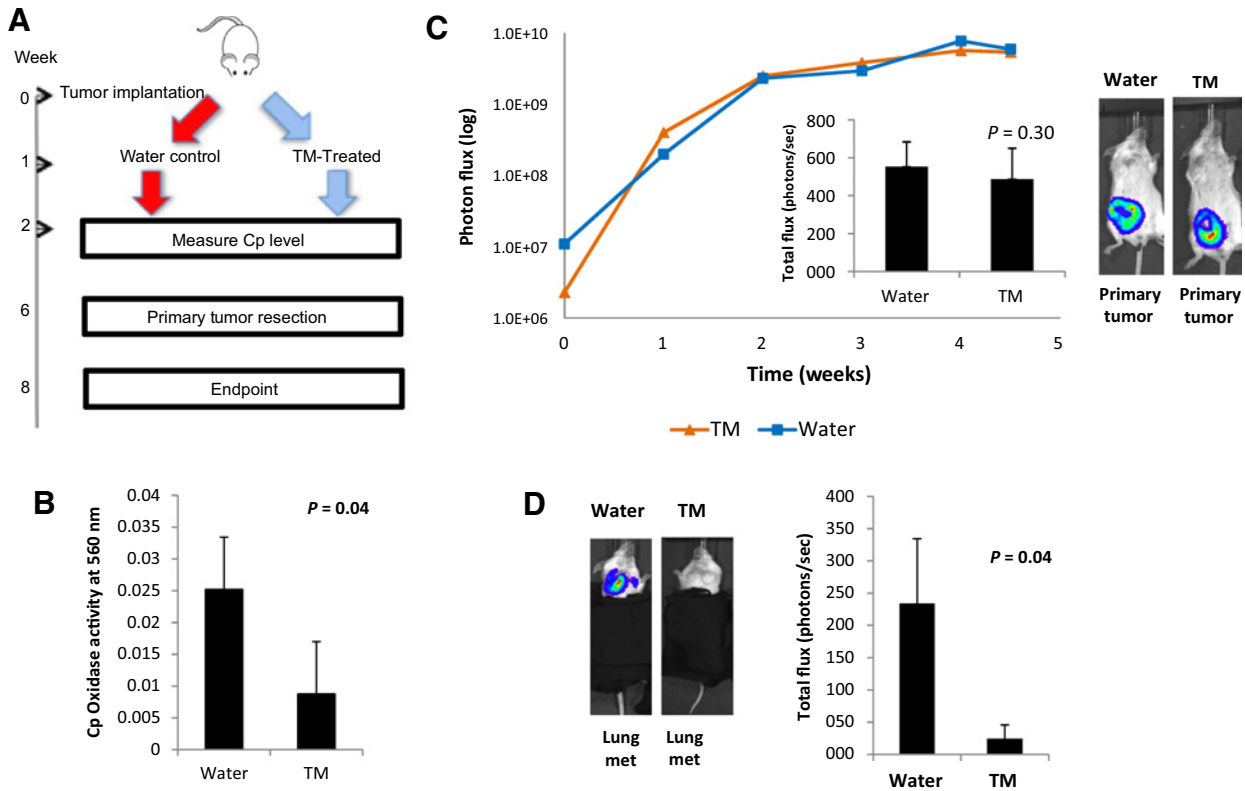 A
Week
0
Tumor implantation
Water control
TM-Treated
1
2
Measure Cp level
6
Primary tumor resection
8
Endpoint
B
Cp Oxidase activity at 560 nm
0.04
0.035
0.03
0.025
0.02
0.015
0.01
0.005
0
P = 0.04
Water
TM
C
Photon flux (log)
1.0E+10
1.0E+09
1.0E+08
1.0E+07
1.0E+06
0
1
2
3
4
5
Time (weeks)
TM
Water
Total flux (photons/sec)
800
600
400
200
000
P = 0.30
Water
TM
Water
TM
Primary
tumor
Primary
tumor
D
Water
TM
Lung
met
Lung
met
Total flux (photons/sec)
400
350
300
250
200
150
100
050
000
P = 0.04
Water
TM